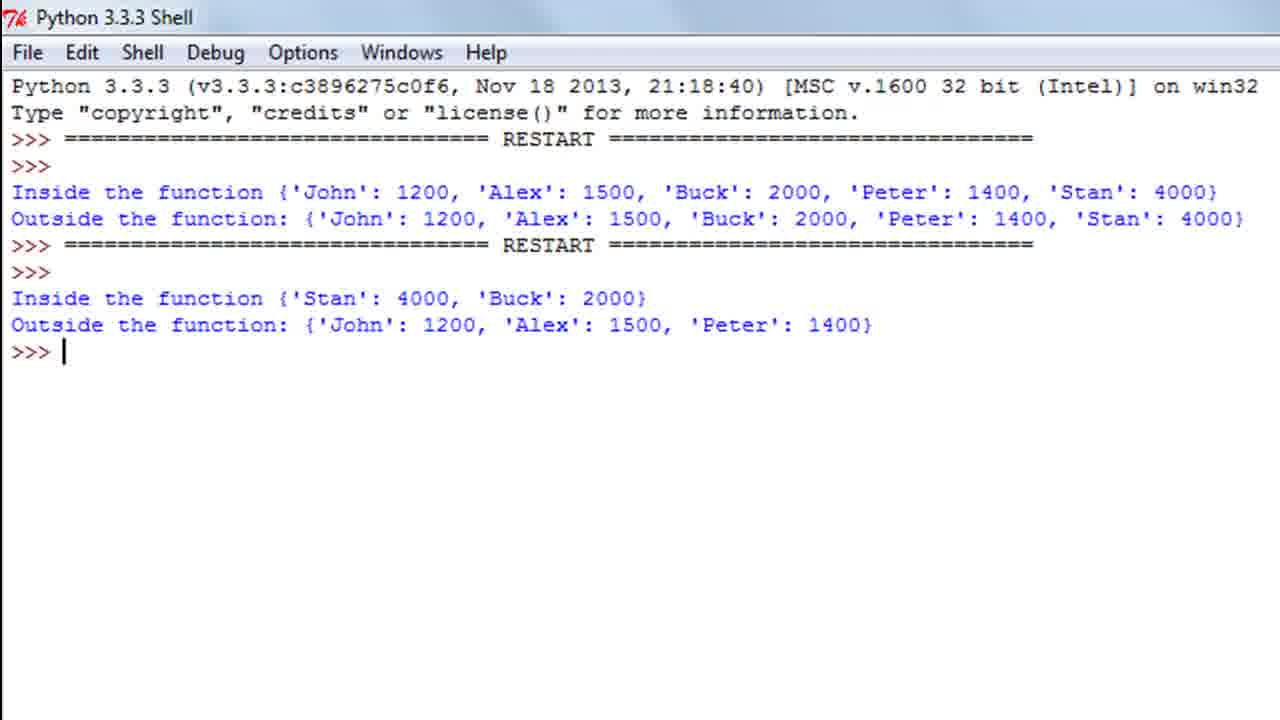 Python 3.3.3 Shell
File Edit Shell Debug Options Windows Help
Python 3.3.3 (v3.3.3:c3896275c0f6, Nov 18 2013, 21:18:40) [MSC v.1600 32 bit (Intel)] on win32
Type "copyright", "credits" or "license()" for more information.
>>> ================================ RESTART ================================
>>>
Inside the function {'John': 1200, 'Alex': 1500, 'Buck': 2000, 'Peter': 1400, 'Stan': 4000}
Outside the function: {'John': 1200, 'Alex': 1500, 'Buck': 2000, 'Peter': 1400, 'Stan': 4000}
>>> ================================ RESTART ================================
>>>
Inside the function {'Stan': 4000, 'Buck': 2000}
Outside the function: {'John': 1200, 'Alex': 1500, 'Peter': 1400}
>>>